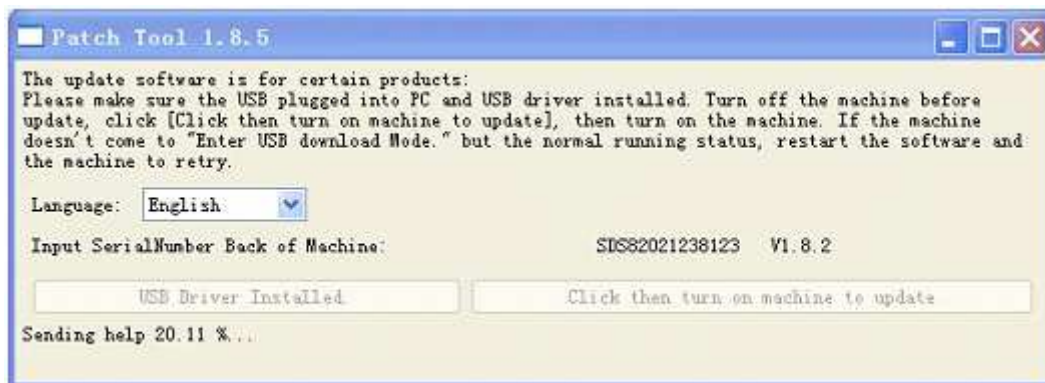 Patch Tool 1.8.5
The update software is for certain products:
Please make sure the USB plugged into PC and USB driver installed. Turn off the machine before
update, click [Click then turn on machine to update], then turn on the machine. If the machine
doesn't come to "Enter USB download Mode." but the normal running status, restart the software and
the machine to retry.
Language: English
Input SerialNumber Back of Machine: SDS82021238123 V1.8.2
USB Driver Installed Click then turn on machine to update
Sending help 20.11 %...